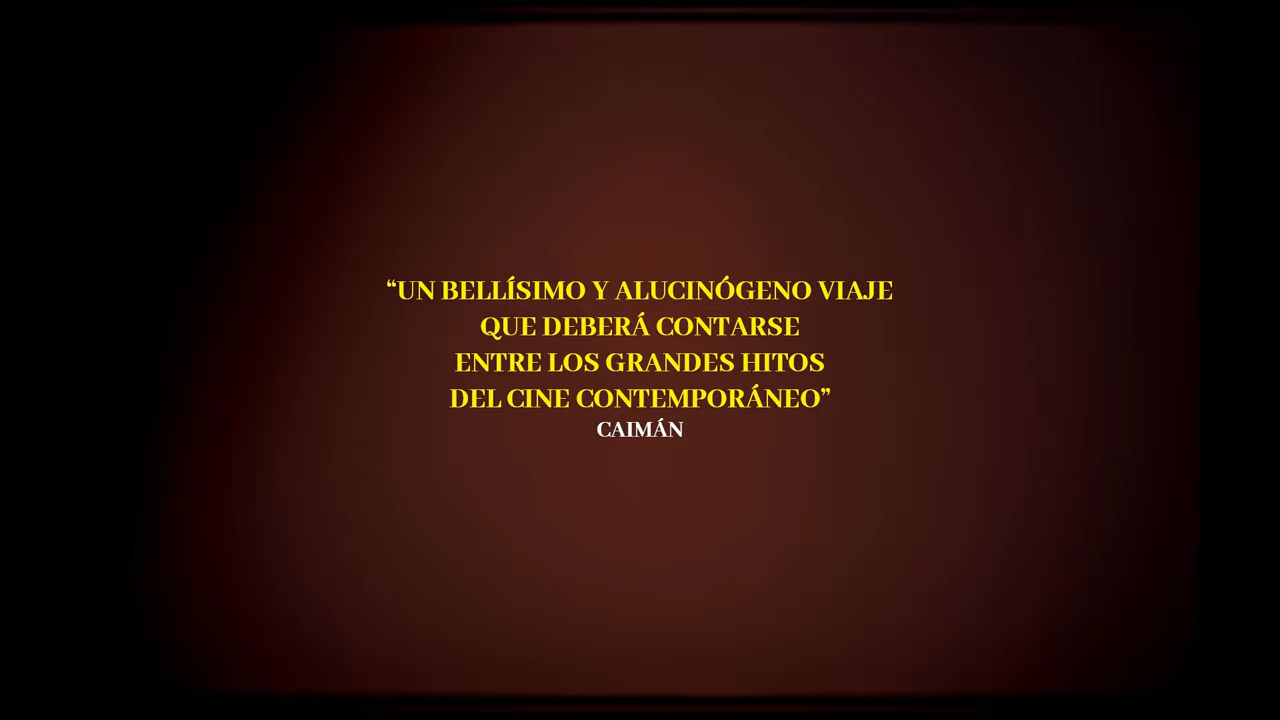 “UN BELLÍSIMO Y ALUCINÓGENO VIAJE
QUE DEBERÁ CONTARSE
ENTRE LOS GRANDES HITOS
DEL CINE CONTEMPORÁNEO”
CAIMÁN